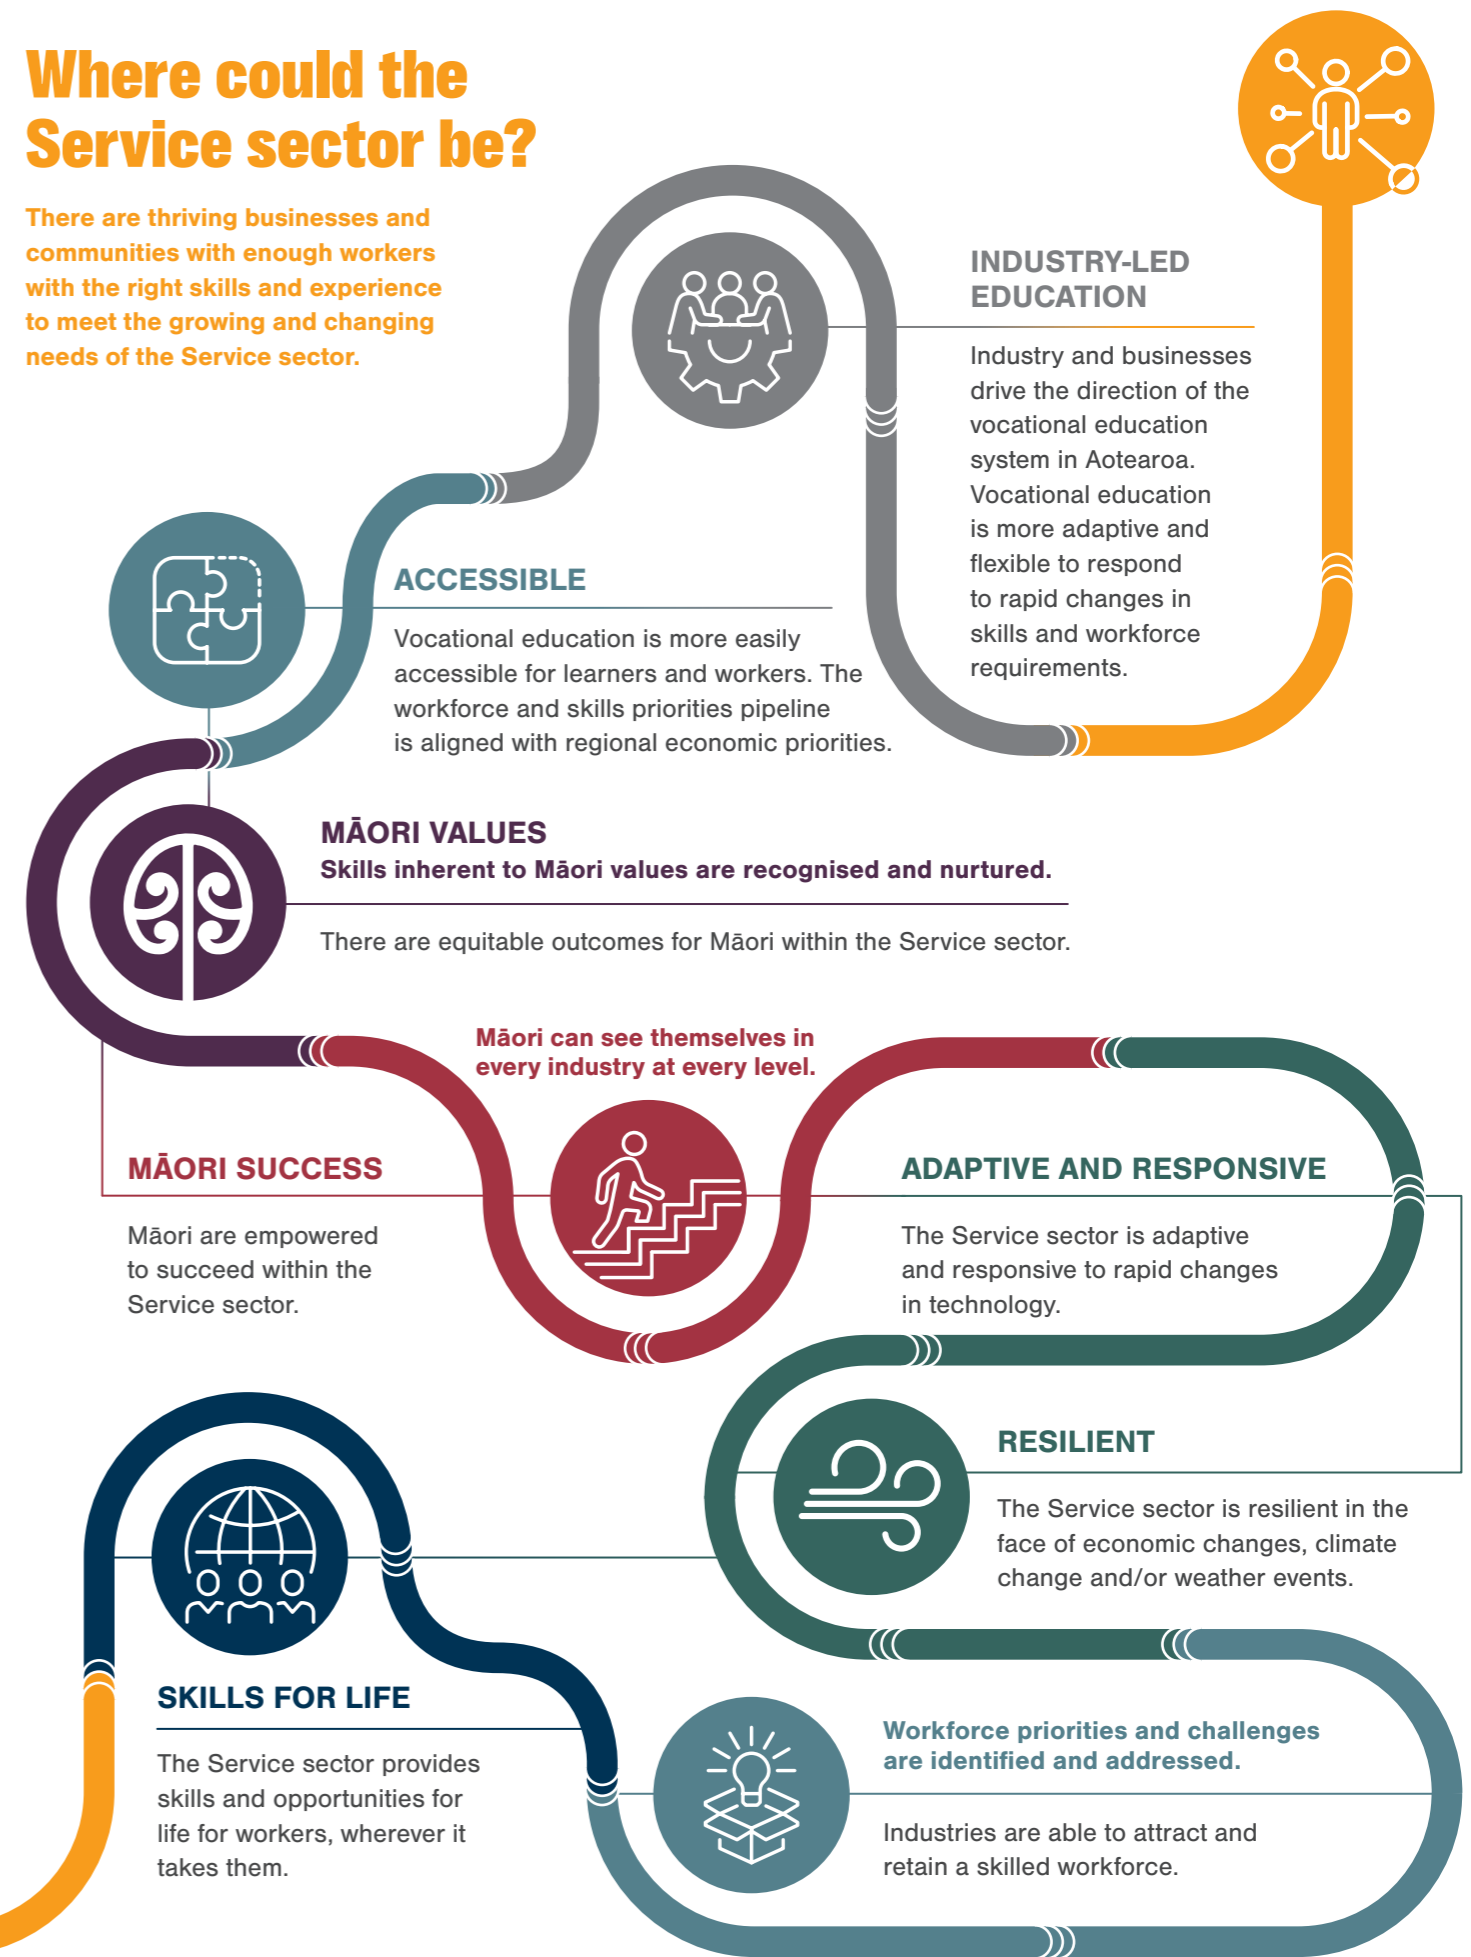 Where could the
Service sector be?
There are thriving businesses and
communities with enough workers
with the right skills and experience
to meet the growing and changing
needs of the Service sector.
INDUSTRY-LED
EDUCATION
Industry and businesses
drive the direction of the
vocational education
system in Aotearoa.
Vocational education
is more adaptive and
flexible to respond
to rapid changes in
skills and workforce
requirements.
ACCESSIBLE
Vocational education is more easily
accessible for learners and workers. The
workforce and skills priorities pipeline
is aligned with regional economic priorities.
MĀORI VALUES
Skills inherent to Māori values are recognised and nurtured.
There are equitable outcomes for Māori within the Service sector.
Māori can see themselves in
every industry at every level.
MĀORI SUCCESS
Māori are empowered
to succeed within the
Service sector.
ADAPTIVE AND RESPONSIVE
The Service sector is adaptive
and responsive to rapid changes
in technology.
RESILIENT
The Service sector is resilient in the
face of economic changes, climate
change and/or weather events.
SKILLS FOR LIFE
The Service sector provides
skills and opportunities for
life for workers, wherever it
takes them.
Workforce priorities and challenges
are identified and addressed.
Industries are able to attract and
retain a skilled workforce.